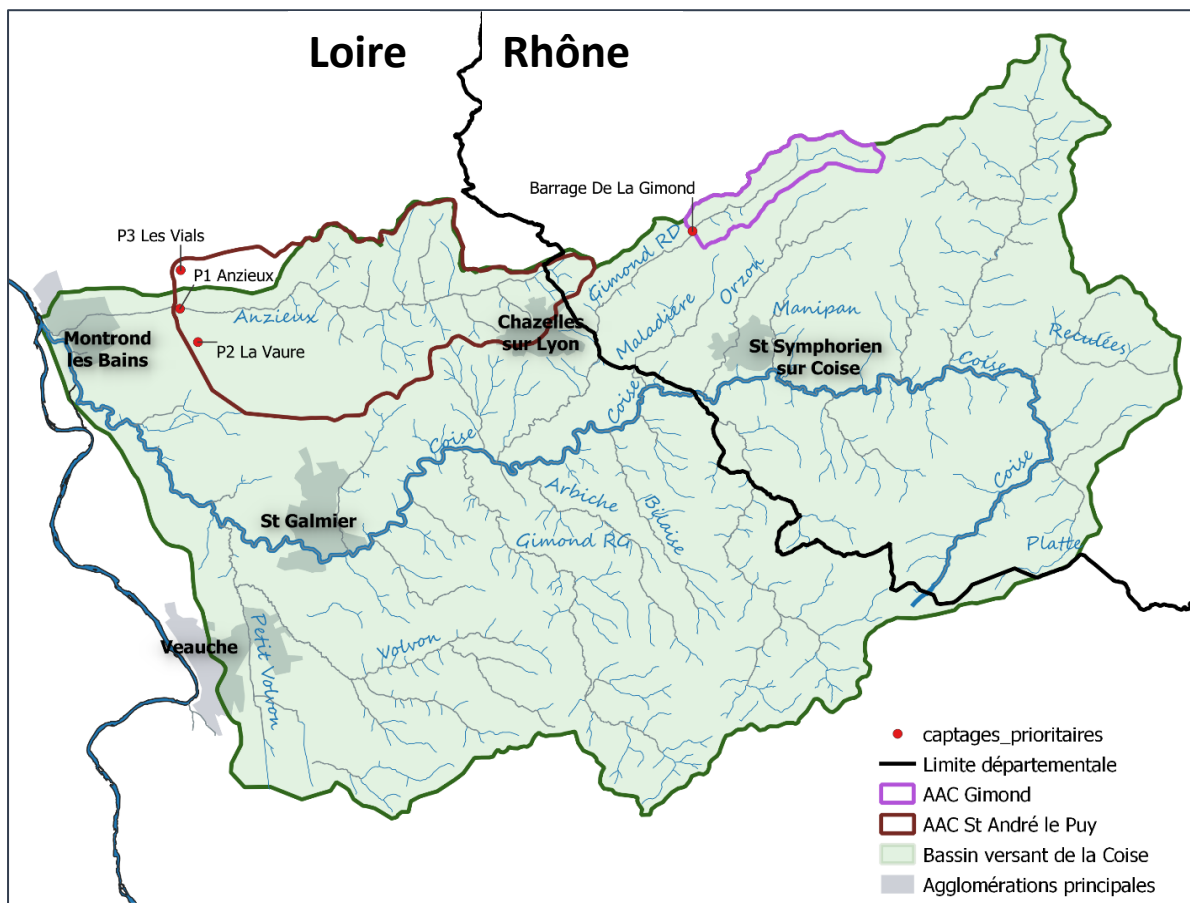 Loire
Rhône
Barrage De La Gimond
P3 Les Vials
P1 Anzieux
Gimond RD
Orzon
Anzieux
Manipan
Montrond
les Bains
Chazelles
sur Lyon
Maladière
Reculées
P2 La Vaure
St Symphorien
sur Coise
Coise
Coise
Coise
Coise
Arbiche
Bilaise
St Galmier
Gimond RG
Platte
Petit Volvon
Veauche
Volvon
captages_prioritaires
Limite départementale
AAC Gimond
AAC St André le Puy
Bassin versant de la Coise
Agglomérations principales